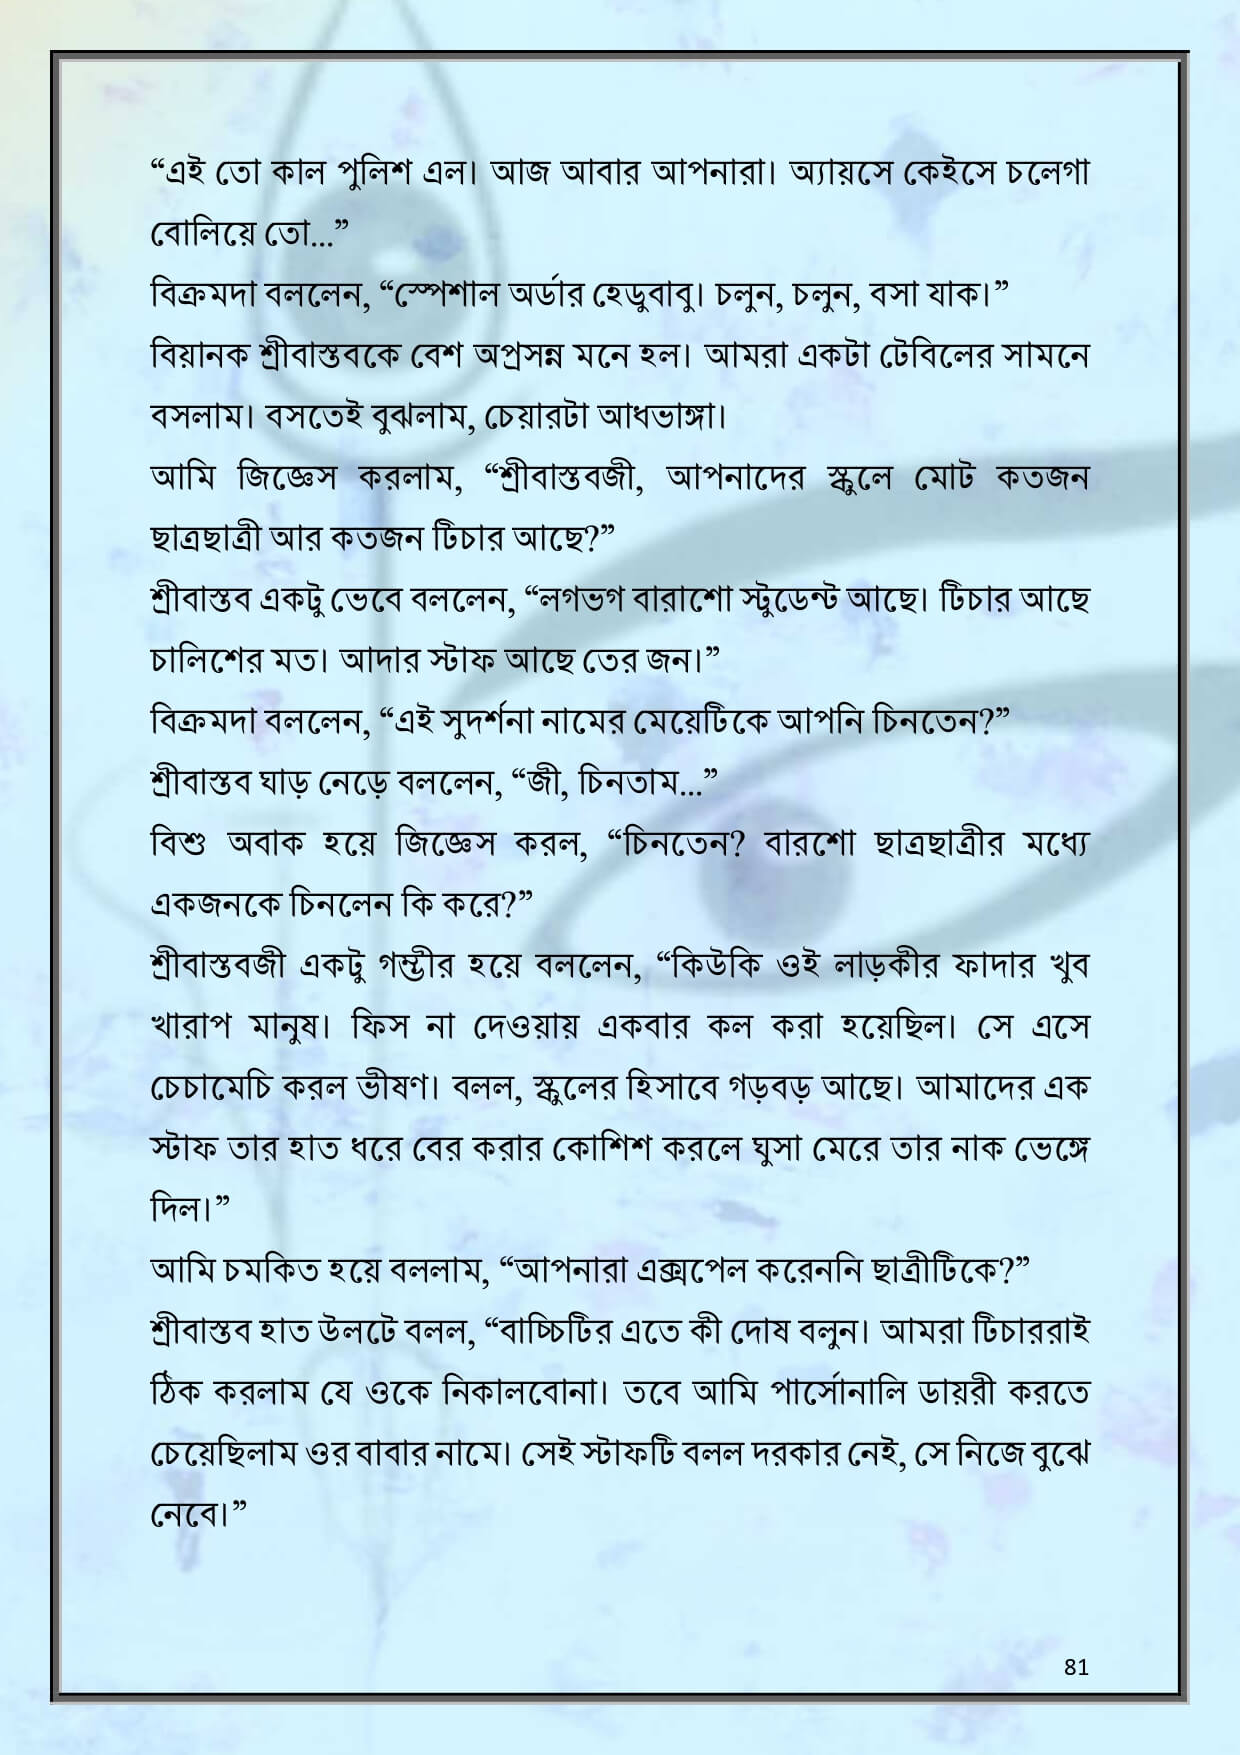 “এই তো কাল পুলিশ এল। আজ আবার আপনারা। অ্যায়সে কেইসে চলেগা
বোলিয়ে তো...”
বিক্রমদা বললেন, “স্পেশাল অর্ডার হেডুবাবু। চলুন, চলুন, বসা যাক।”
বিয়ানক শ্রীবাস্তবকে বেশ অপ্রসন্ন মনে হল। আমরা একটা টেবিলের সামনে
বসলাম। বসতেই বুঝলাম, চেয়ারটা আধভাঙ্গা।
আমি জিজ্ঞেস করলাম, “শ্রীবাস্তবজী, আপনাদের স্কুলে মোট কতজন
ছাত্রছাত্রী আর কতজন টিচার আছে?”
শ্রীবাস্তব একটু ভেবে বললেন, “লগভগ বারাশো স্টুডেন্ট আছে। টিচার আছে
চালিশের মত। আদার স্টাফ আছে তের জন।”
বিক্রমদা বললেন, “এই সুদর্শনা নামের মেয়েটিকে আপনি চিনতেন?”
শ্রীবাস্তব ঘাড় নেড়ে বললেন, “জী, চিনতাম...”
বিশু অবাক হয়ে জিজ্ঞেস করল, “চিনতেন? বারশো ছাত্রছাত্রীর মধ্যে
একজনকে চিনলেন কি করে?”
শ্রীবাস্তবজী একটু গম্ভীর হয়ে বললেন, “কিউকি ওই লাড়কীর ফাদার খুব
খারাপ মানুষ। ফিস না দেওয়ায় একবার কল করা হয়েছিল। সে এসে
চেচামেচি করল ভীষণ। বলল, স্কুলের হিসাবে গড়বড় আছে। আমাদের এক
স্টাফ তার হাত ধরে বের করার কোশিশ করলে ঘুসা মেরে তার নাক ভেঙ্গে
দিল।”
আমি চমকিত হয়ে বললাম, “আপনারা এক্সপেল করেননি ছাত্রীটিকে?”
শ্রীবাস্তব হাত উলটে বলল, “বাচ্চিটির এতে কী দোষ বলুন। আমরা টিচাররাই
ঠিক করলাম যে ওকে নিকালবোনা। তবে আমি পার্সোনালি ডায়রী করতে
চেয়েছিলাম ওর বাবার নামে। সেই স্টাফটি বলল দরকার নেই, সে নিজে বুঝে
নেবে।”
81